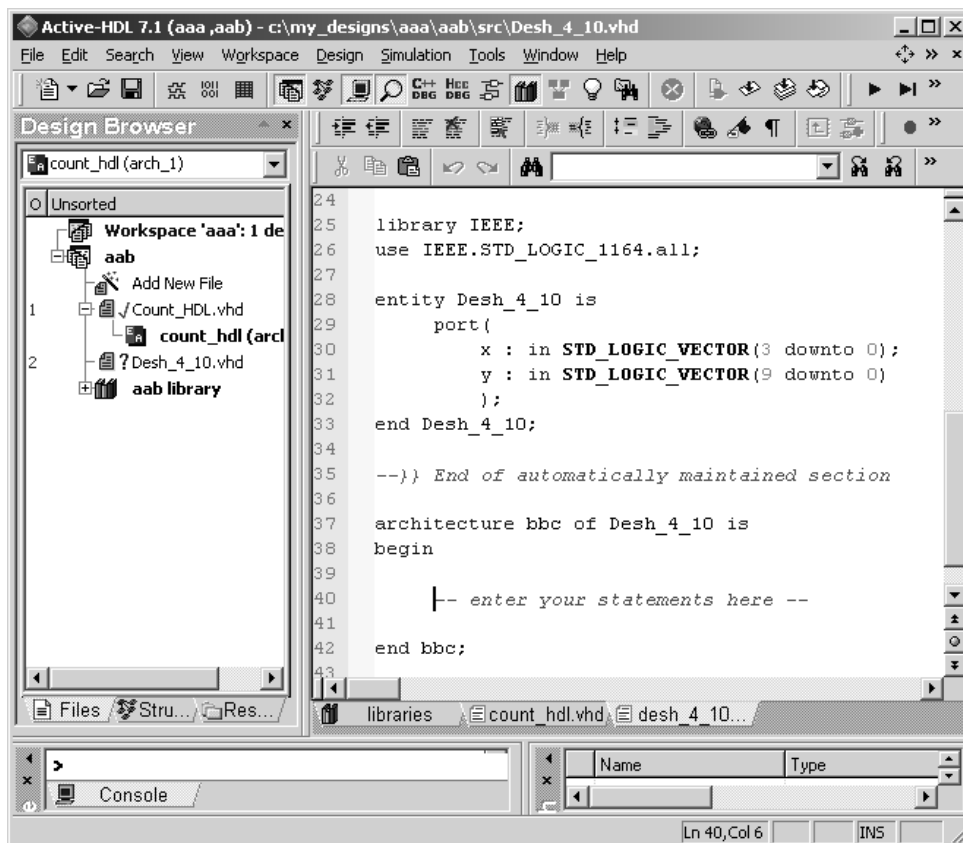 Active-HDL 7.1 (aaa ,aab) - c:\my_designs\aaa\aab\src\Desh_4_10.vhd
File Edit Search View Workspace Design Simulation Tools Window Help
C++ DBG HCC DBG
Design Browser
count_hdl (arch_1)
O Unsorted
Workspace 'aaa': 1 de
aab
Add New File
1 Count_HDL.vhd
count_hdl (arcl
2 ? Desh_4_10.vhd
aab library
Files Stru... Res...
24
25 library IEEE;
26 use IEEE.STD_LOGIC_1164.all;
27
28 entity Desh_4_10 is
29 port(
30 x : in STD_LOGIC_VECTOR(3 downto 0);
31 y : in STD_LOGIC_VECTOR(9 downto 0)
32 );
33 end Desh_4_10;
34
35 --}} End of automatically maintained section
36
37 architecture bbc of Desh_4_10 is
38 begin
39
40 -- enter your statements here --
41
42 end bbc;
43
libraries count_hdl.vhd desh_4_10...
>
Console
Name Type
Ln 40,Col 6 INS